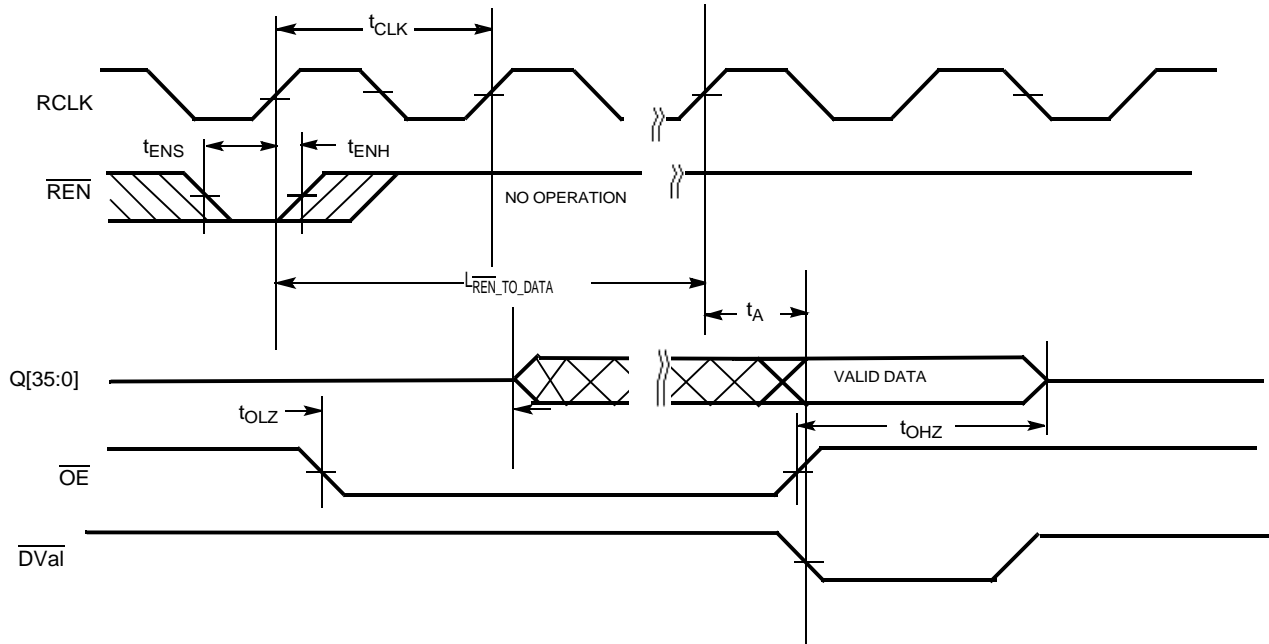 tCLK
RCLK
tENS
tENH
REN
NO OPERATION
LREN_TO_DATA
tA
Q[35:0]
VALID DATA
tOLZ
tOHZ
OE
DVal